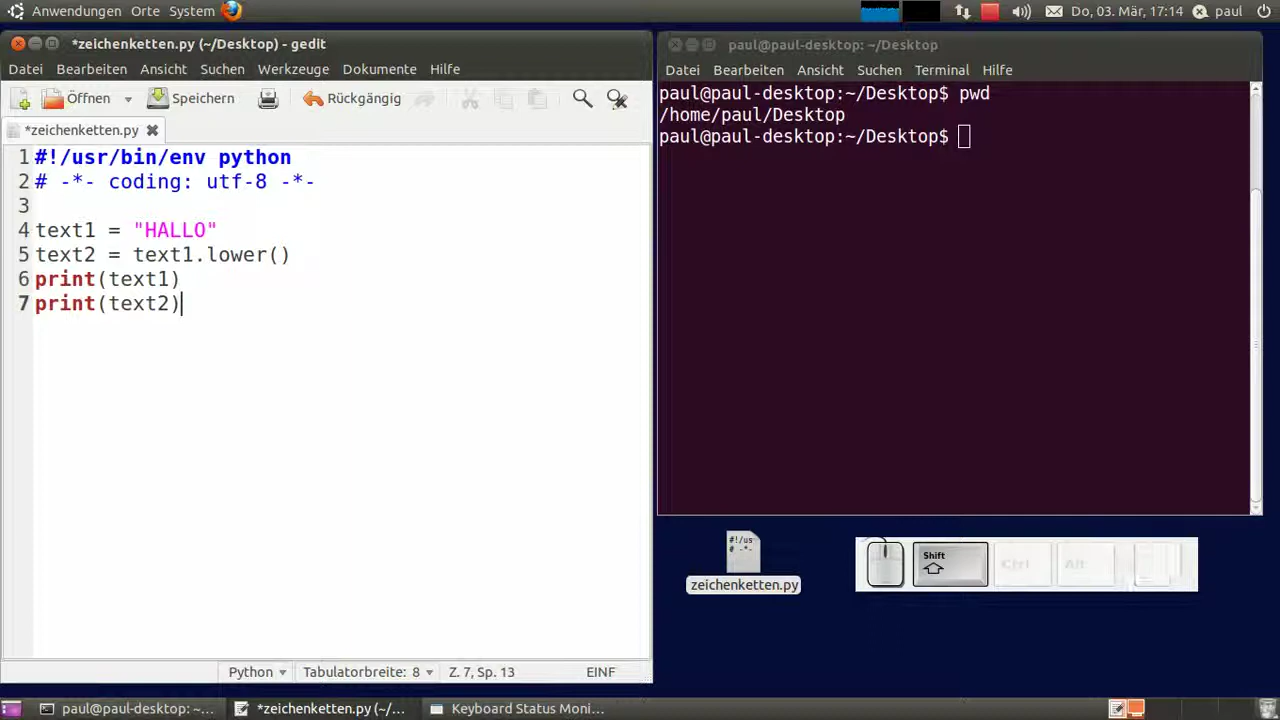 Anwendungen Orte System Do, 03. Mär, 17:14 paul
*zeichenketten.py (~/Desktop) - gedit
Datei Bearbeiten Ansicht Suchen Werkzeuge Dokumente Hilfe
Öffnen Speichern Rückgängig
*zeichenketten.py
1 #!/usr/bin/env python
2 # -*- coding: utf-8 -*-
3
4 text1 = "HALLO"
5 text2 = text1.lower()
6 print(text1)
7 print(text2)
Python Tabulatorbreite: 8 Z. 7, Sp. 13 EINF
paul@paul-desktop: ~/Desktop
Datei Bearbeiten Ansicht Suchen Terminal Hilfe
paul@paul-desktop:~/Desktop$ pwd
/home/paul/Desktop
paul@paul-desktop:~/Desktop$
#!/us
# -*-
zeichenketten.py
Shift Ctrl Alt
paul@paul-desktop: ~... *zeichenketten.py (~/... Keyboard Status Moni...